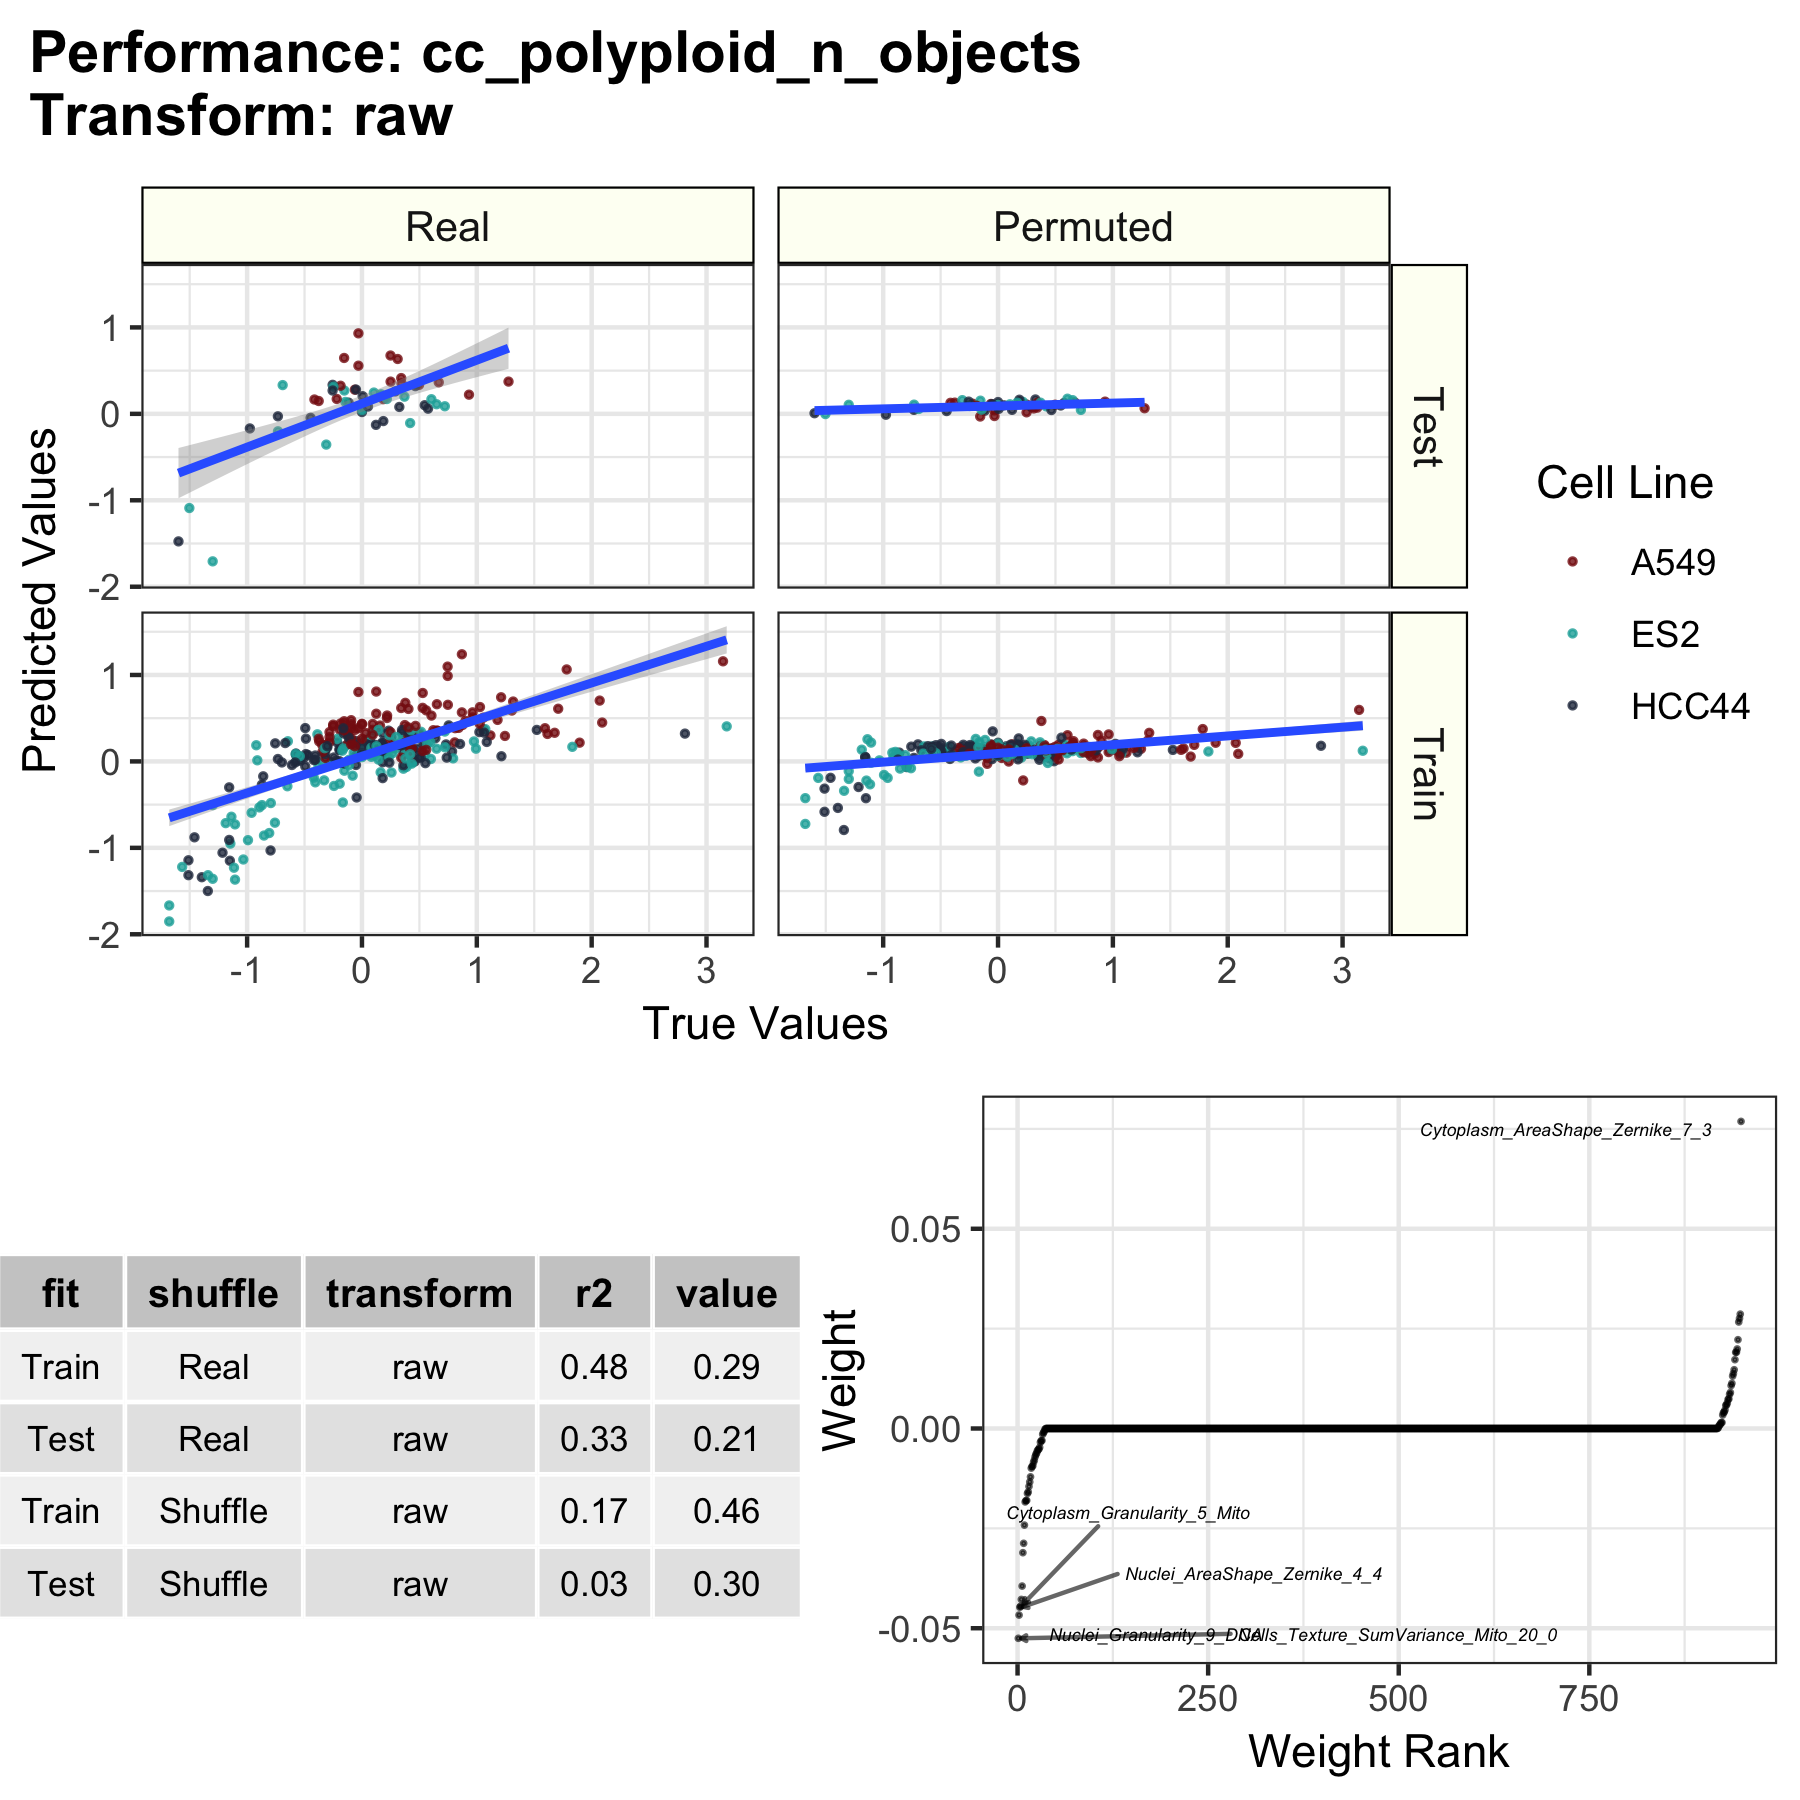 Performance: cc_polyploid_n_objects
Transform: raw
Real
Permuted
1
0
-1
-2
Test
1
0
-1
-2
Train
Predicted Values
-1 0 1 2 3
-1 0 1 2 3
True Values
Cell Line
A549
ES2
HCC44
fit shuffle transform r2 value
Train Real raw 0.48 0.29
Test Real raw 0.33 0.21
Train Shuffle raw 0.17 0.46
Test Shuffle raw 0.03 0.30
Weight
0.05
0.00
-0.05
Cytoplasm_AreaShape_Zernike_7_3
Cytoplasm_Granularity_5_Mito
Nuclei_AreaShape_Zernike_4_4
Nuclei_Granularity_9_DNA
Cells_Texture_SumVariance_Mito_20_0
0 250 500 750
Weight Rank